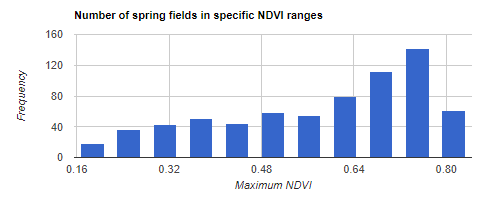 Number of spring fields in specific NDVI ranges
160
120
80
40
0
Frequency
0.16 0.32 0.48 0.64 0.80
Maximum NDVI